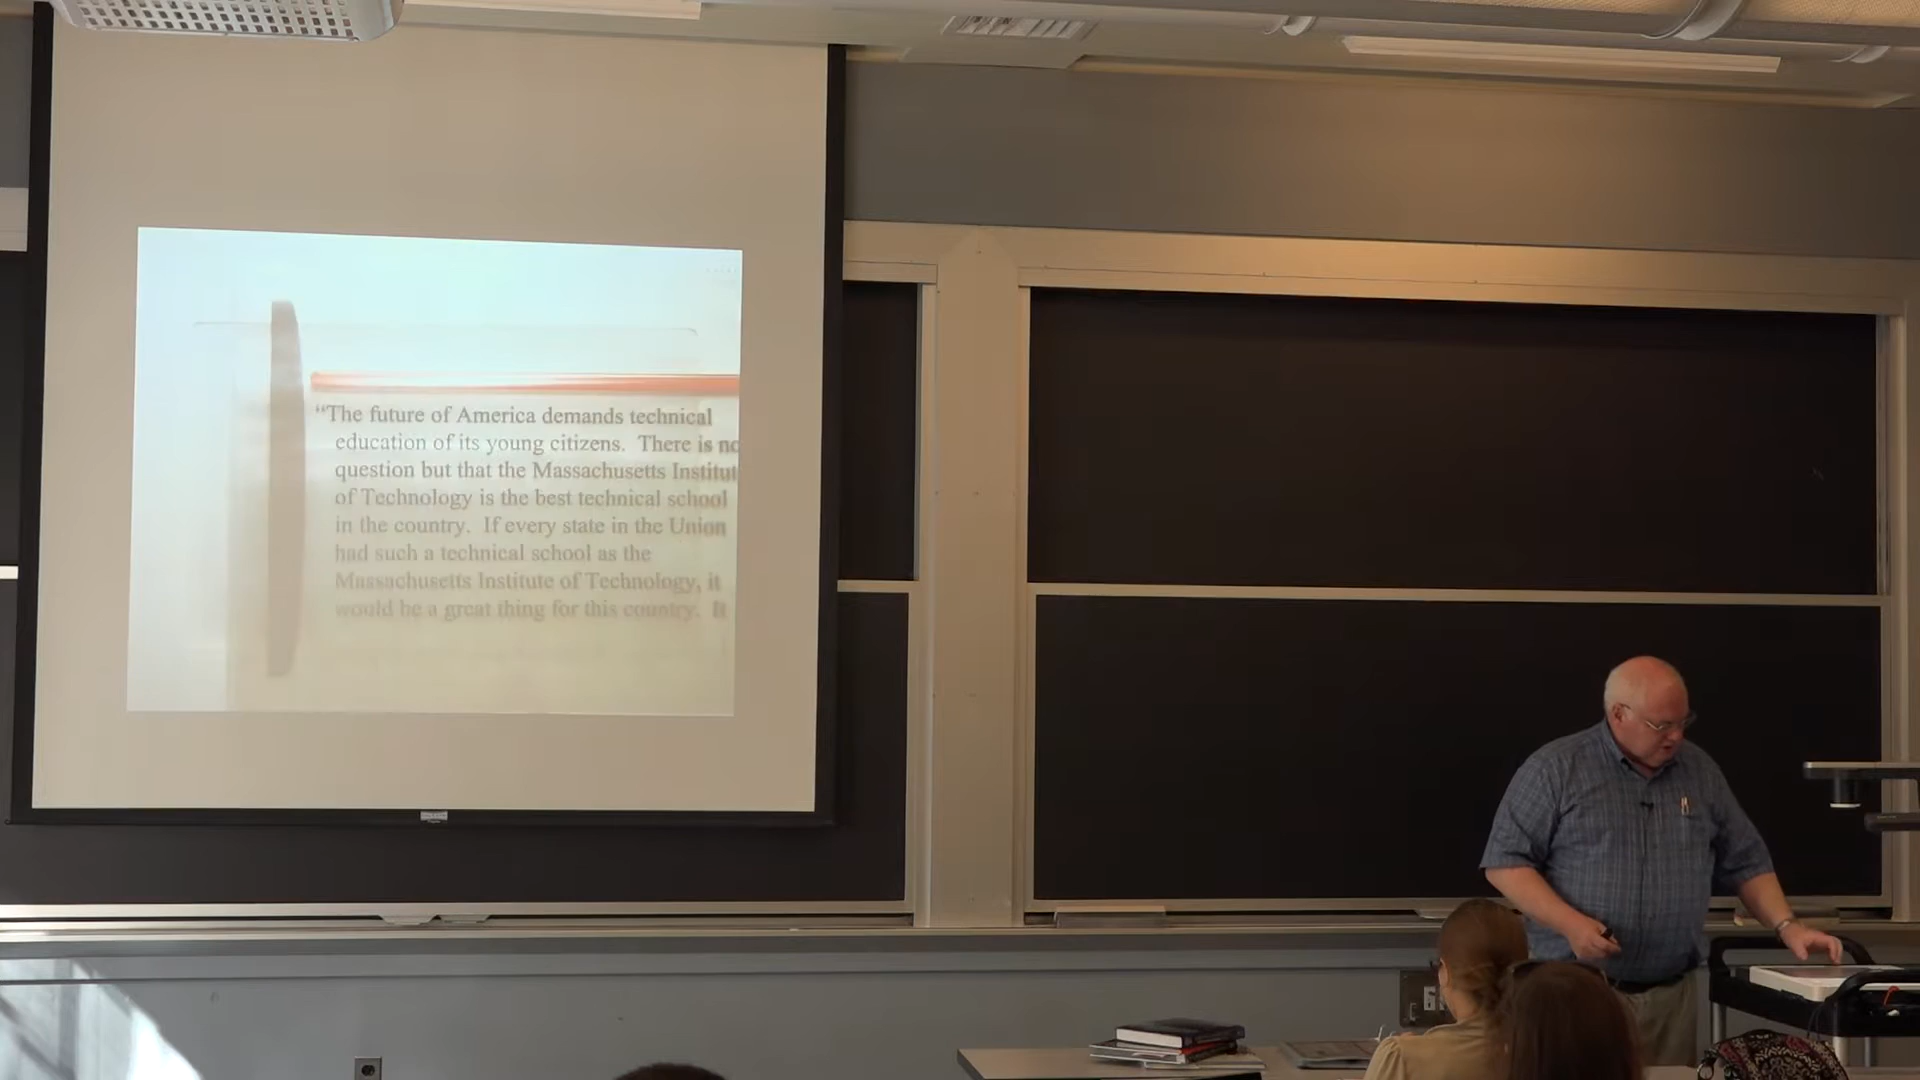 “The future of America demands technical
education of its young citizens. There is no
question but that the Massachusetts Institut
of Technology is the best technical school
in the country. If every state in the Union
had such a technical school as the
Massachusetts Institute of Technology, it
would be a great thing for this country. It